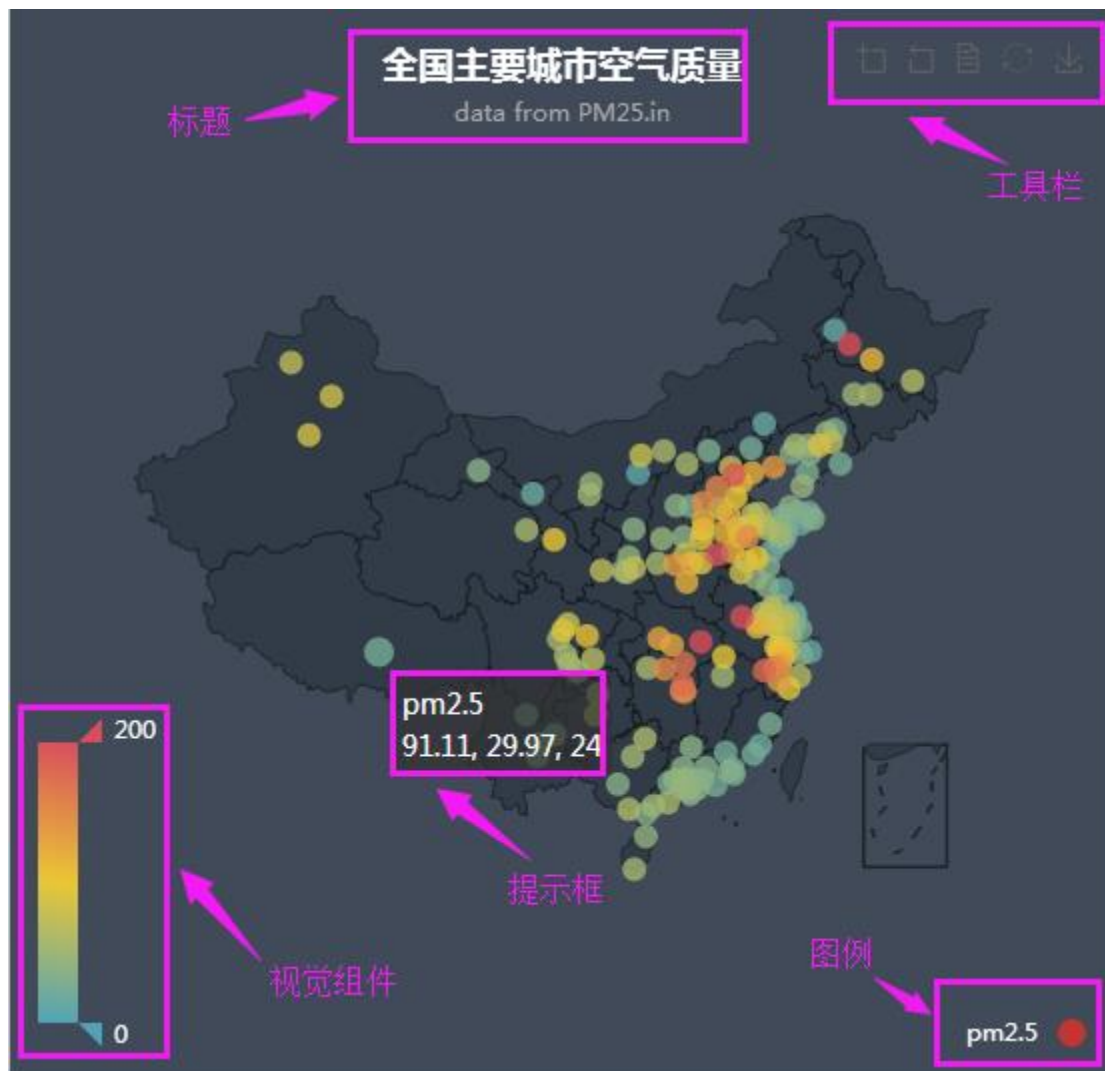 全国主要城市空气质量
data from PM25.in
标题
工具栏
pm2.5
91.11, 29.97, 24
提示框
200
0
视觉组件
图例
pm2.5